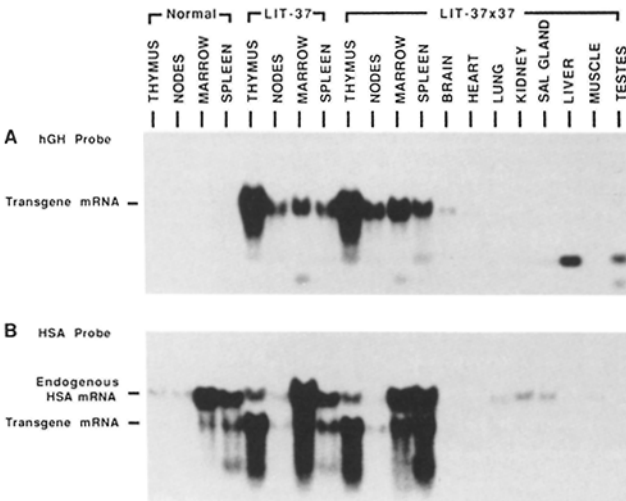 Normal LIT-37 LIT-37x37
THYMUS
NODES
MARROW
SPLEEN
THYMUS
NODES
MARROW
SPLEEN
THYMUS
NODES
MARROW
SPLEEN
BRAIN
HEART
LUNG
KIDNEY
SAL GLAND
LIVER
MUSCLE
TESTES
A hGH Probe
Transgene mRNA
B HSA Probe
Endogenous
HSA mRNA
Transgene mRNA